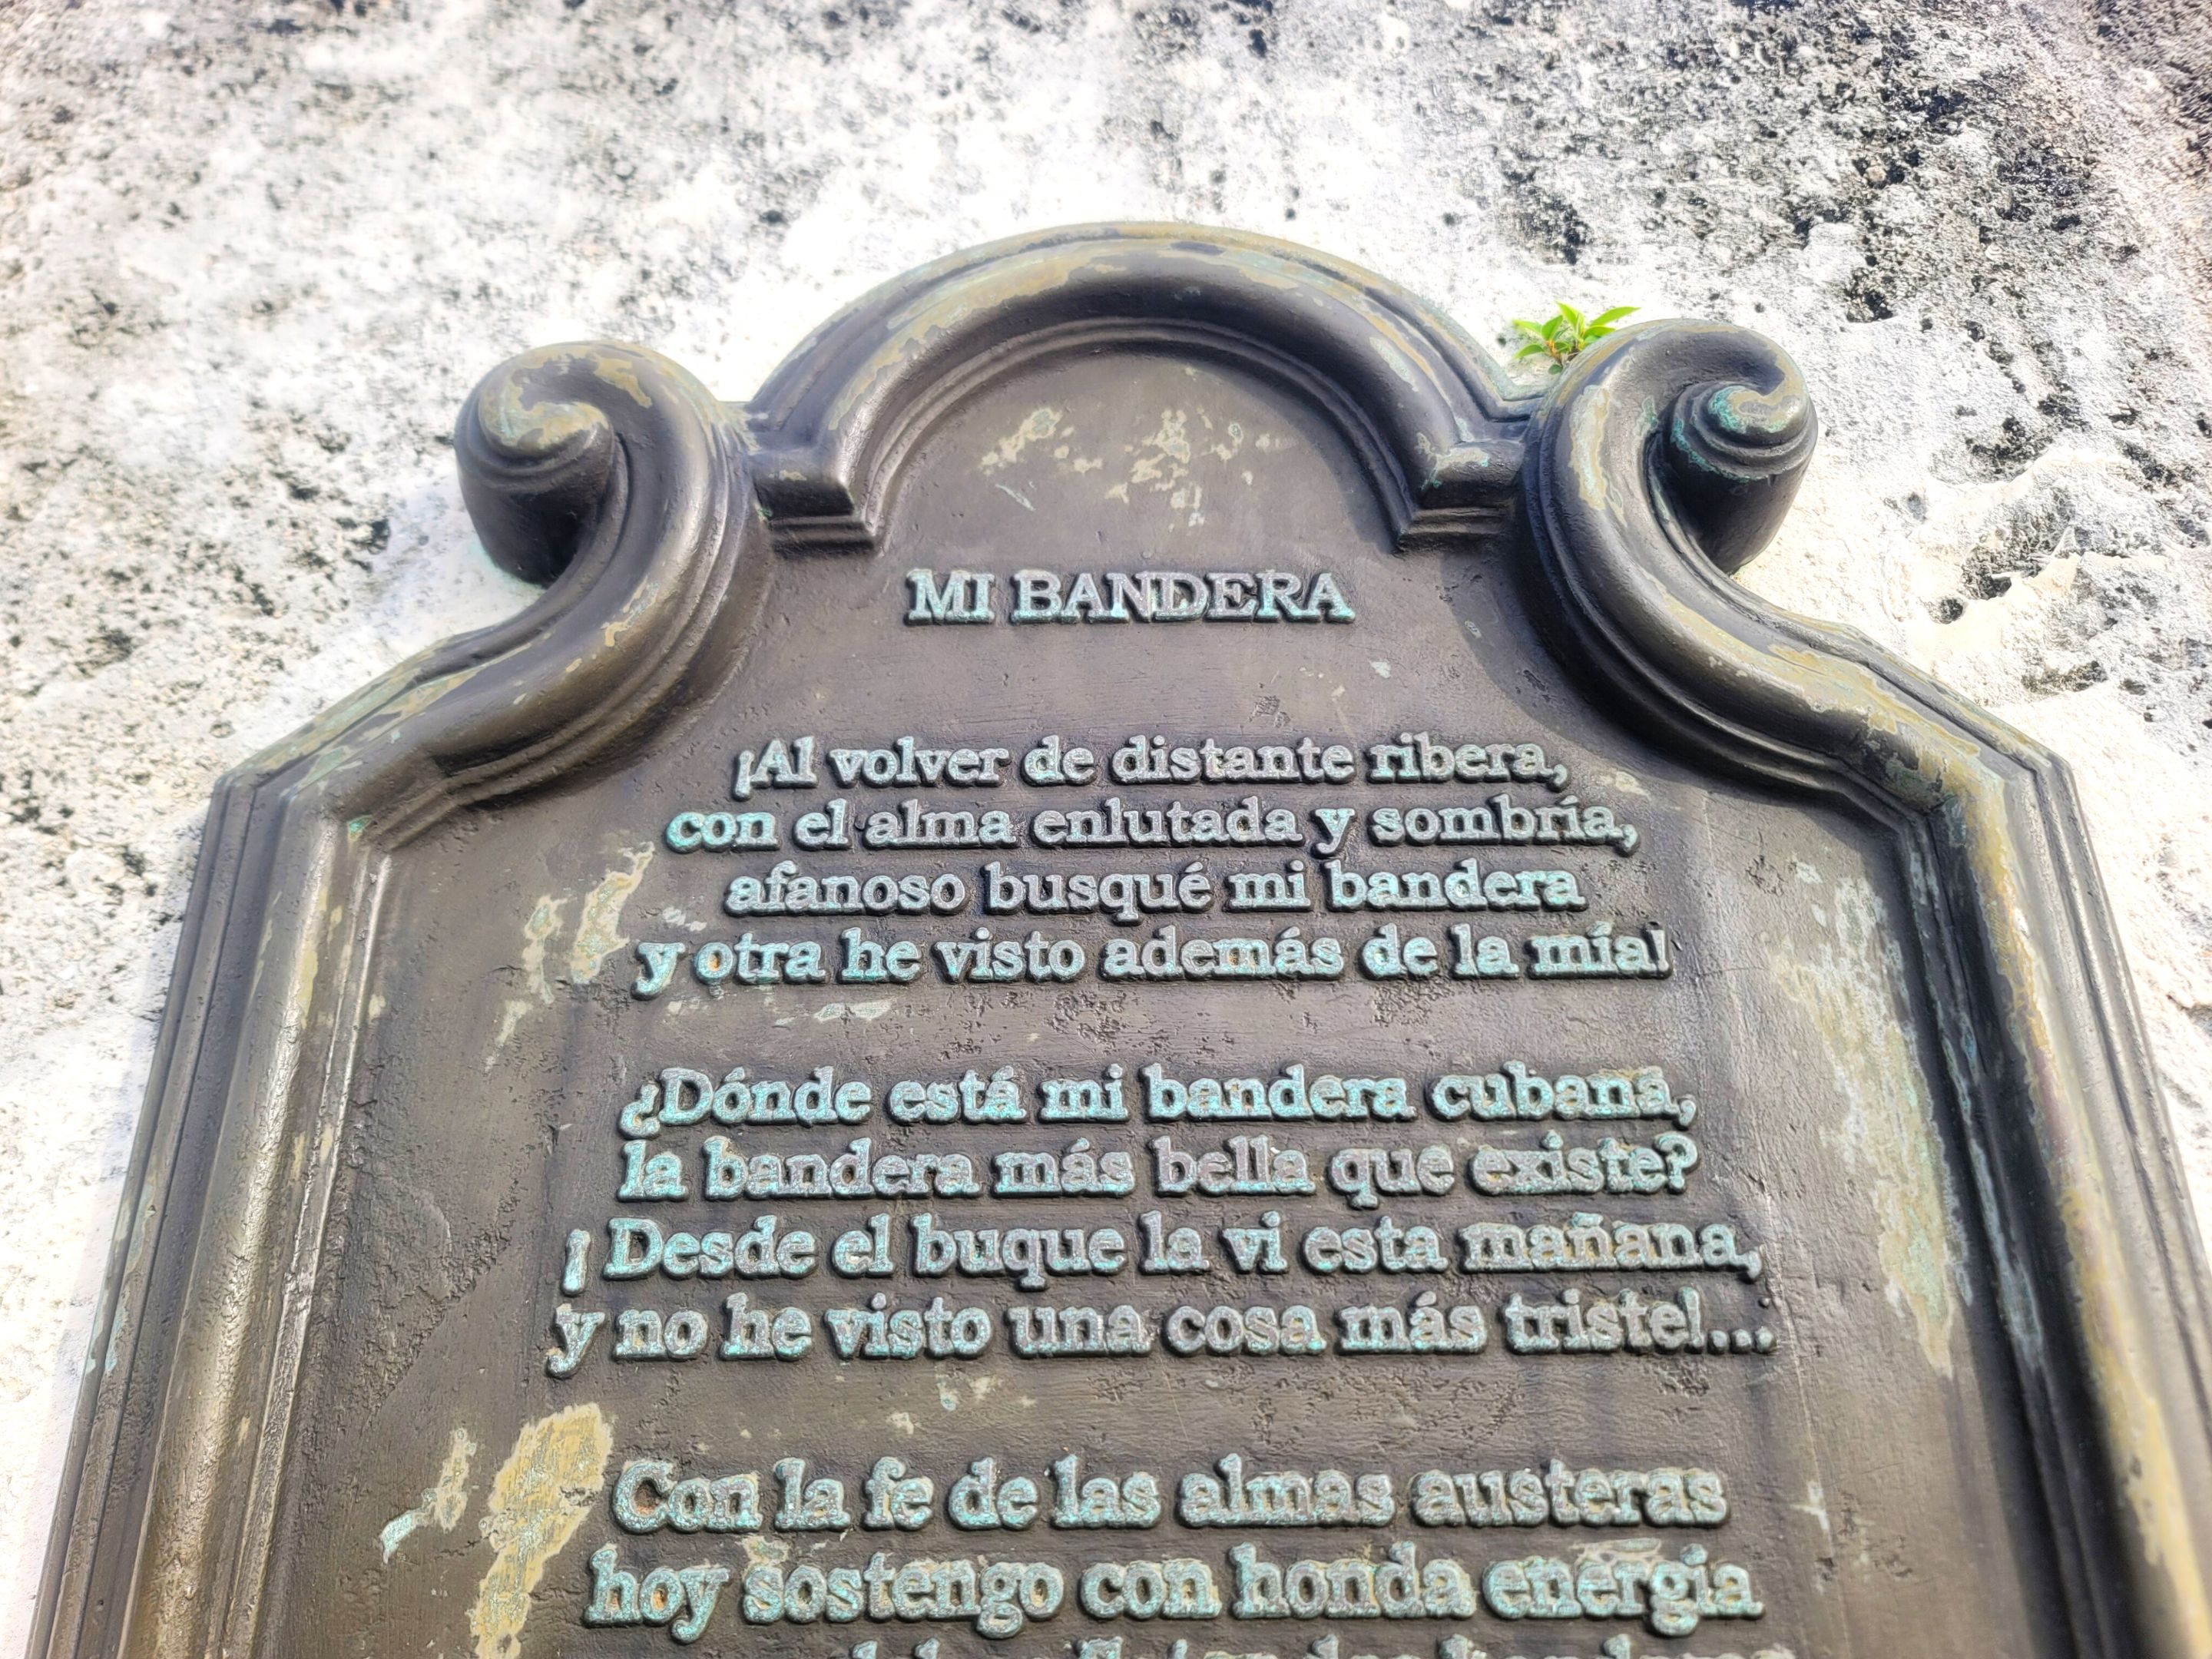 MI BANDERA
¡Al volver de distante ribera,
con el alma enlutada y sombría,
afanoso busqué mi bandera
y otra he visto además de la mía!
¿Dónde está mi bandera cubana,
la bandera más bella que existe?
¡Desde el buque la vi esta mañana,
y no he visto una cosa más triste!...
Con la fe de las almas austeras
hoy sostengo con honda energía